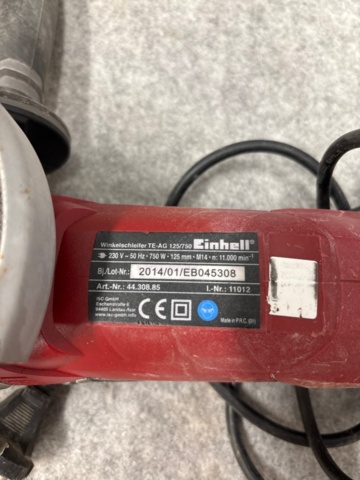 Winkelschleifer TE-AG 125/750 Einhell®
230 V ~ 50 Hz · 750 W · 125 mm · M14 · n: 11.000 min⁻¹
Bj./Lot-Nr.: 2014/01/EB045308
Art.-Nr.: 44.308.85 I.-Nr.: 11012
ISC GmbH
Eschenstraße 6
94405 Landau/Isar
www.isc-gmbh.info
CE
Made in P.R.C.